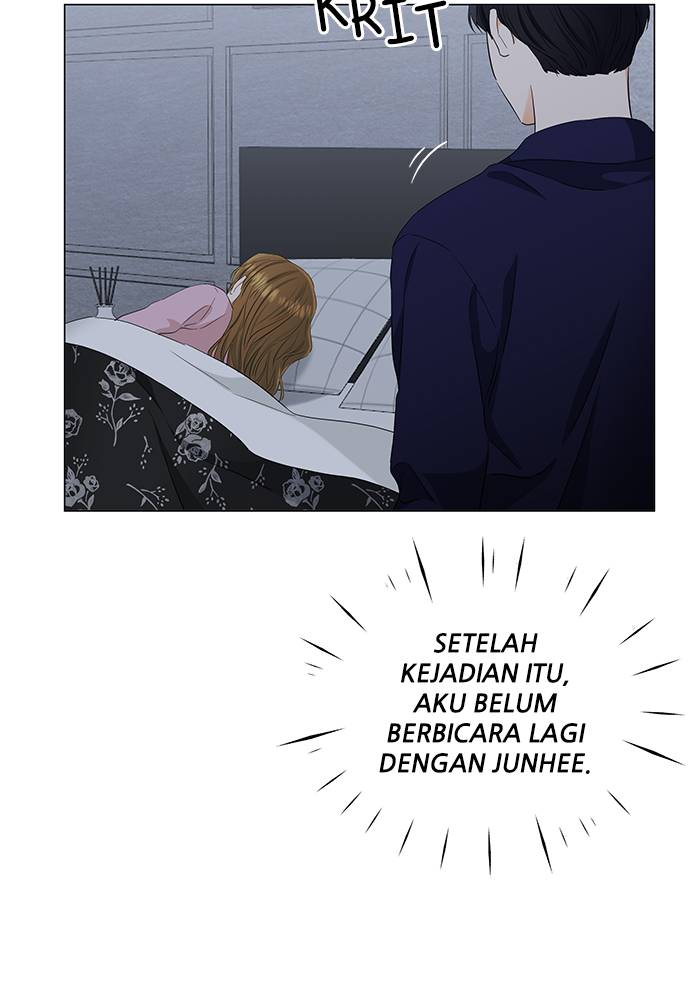 KRIT
SETELAH
KEJADIAN ITU,
AKU BELUM
BERBICARA LAGI
DENGAN JUNHEE.